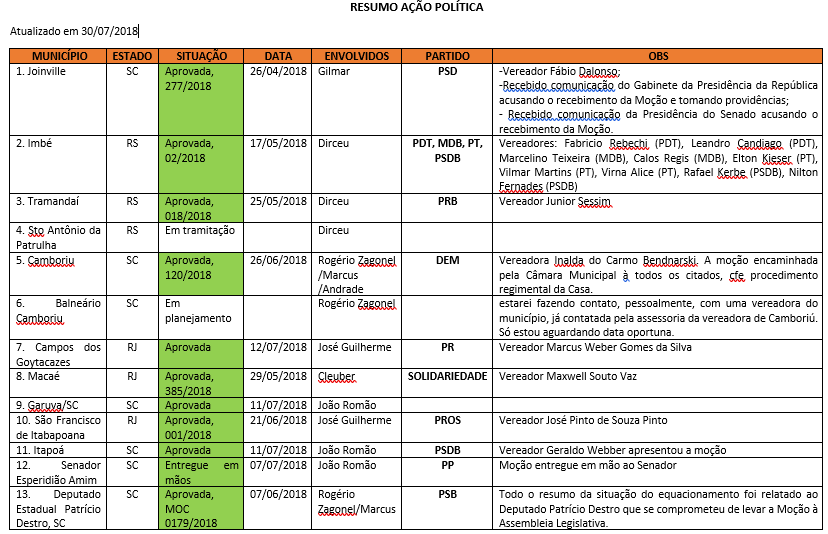 RESUMO AÇÃO POLÍTICA
Atualizado em 30/07/2018
MUNICÍPIO ESTADO SITUAÇÃO DATA ENVOLVIDOS PARTIDO OBS
1. Joinville SC Aprovada, 26/04/2018 Gilmar PSD -Vereador Fábio Dalonso;
277/2018 -Recebido comunicação do Gabinete da Presidência da República
acusando o recebimento da Moção e tomando providências;
- Recebido comunicação da Presidência do Senado acusando o
recebimento da Moção.
2. Imbé RS Aprovada, 17/05/2018 Dirceu PDT, MDB, PT, Vereadores: Fabricio Rebechi (PDT), Leandro Candiago (PDT),
02/2018 PSDB Marcelino Teixeira (MDB), Calos Regis (MDB), Elton Kieser (PT),
Vilmar Martins (PT), Virna Alice (PT), Rafael Kerbe (PSDB), Nilton
Fernades (PSDB)
3. Tramandaí RS Aprovada, 25/05/2018 Dirceu PRB Vereador Junior Sessim
018/2018
4. Sto Antônio da RS Em tramitação Dirceu
Patrulha
5. Camboriu SC Aprovada, 26/06/2018 Rogério Zagonel DEM Vereadora Inalda do Carmo Bendnarski. A moção encaminhada
120/2018 /Marcus pela Câmara Municipal à todos os citados, cfe procedimento
/Andrade regimental da Casa.
6. Balneário SC Em Rogério Zagonel estarei fazendo contato, pessoalmente, com uma vereadora do
Camboriu planejamento município, já contatada pela assessoria da vereadora de Camboriú.
Só estou aguardando data oportuna.
7. Campos dos RJ Aprovada 12/07/2018 José Guilherme PR Vereador Marcus Weber Gomes da Silva
Goytacazes
8. Macaé RJ Aprovada, 29/05/2018 Cleuber SOLIDARIEDADE Vereador Maxwell Souto Vaz
385/2018
9. Garuva/SC SC Aprovada 11/07/2018 João Romão
10. São Francisco RJ Aprovada, 21/06/2018 José Guilherme PROS Vereador José Pinto de Souza Pinto
de Itabapoana 001/2018
11. Itapoá SC Aprovada 11/07/2018 João Romão PSDB Vereador Geraldo Webber apresentou a moção
12. Senador SC Entregue em 07/07/2018 João Romão PP Moção entregue em mão ao Senador
Esperidião Amim mãos
13. Deputado SC Aprovada, 07/06/2018 Rogério PSB Todo o resumo da situação do equacionamento foi relatado ao
Estadual Patrício MOC Zagonel/Marcus Deputado Patrício Destro que se comprometeu de levar a Moção à
Destro, SC 0179/2018 Assembleia Legislativa.